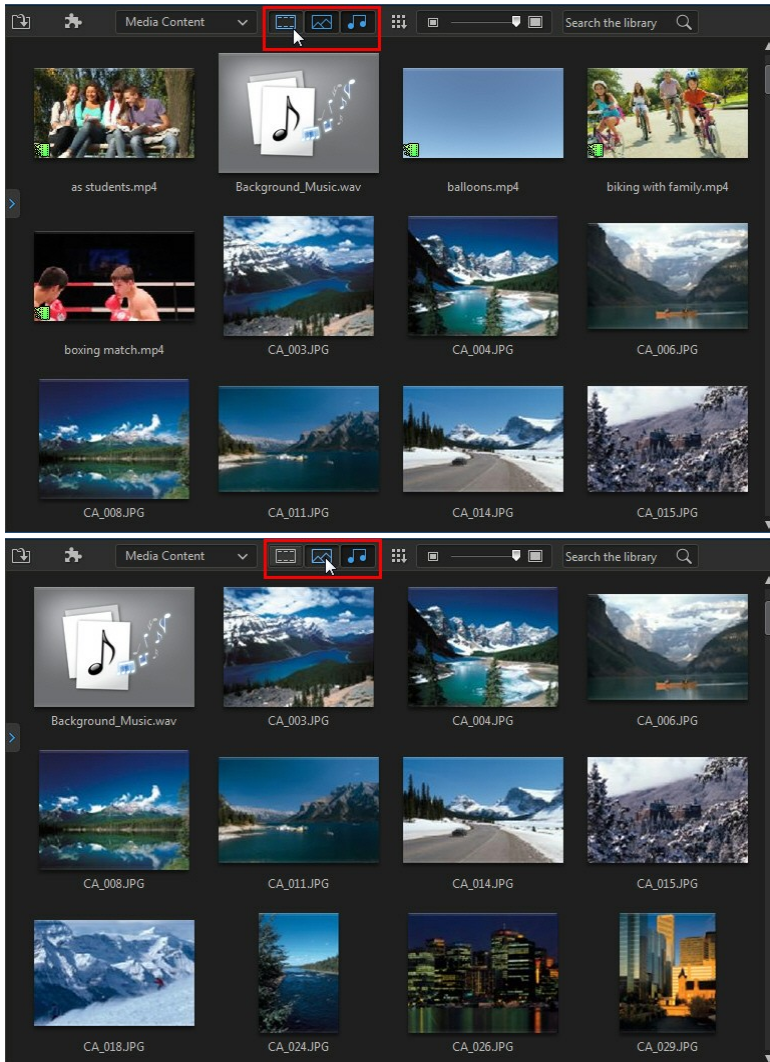 Media Content
Search the library
as students.mp4
Background_Music.wav
balloons.mp4
biking with family.mp4
boxing match.mp4
CA_003.JPG
CA_004.JPG
CA_006.JPG
CA_008.JPG
CA_011.JPG
CA_014.JPG
CA_015.JPG
Media Content
Search the library
Background_Music.wav
CA_003.JPG
CA_004.JPG
CA_006.JPG
CA_008.JPG
CA_011.JPG
CA_014.JPG
CA_015.JPG
CA_018.JPG
CA_024.JPG
CA_026.JPG
CA_029.JPG